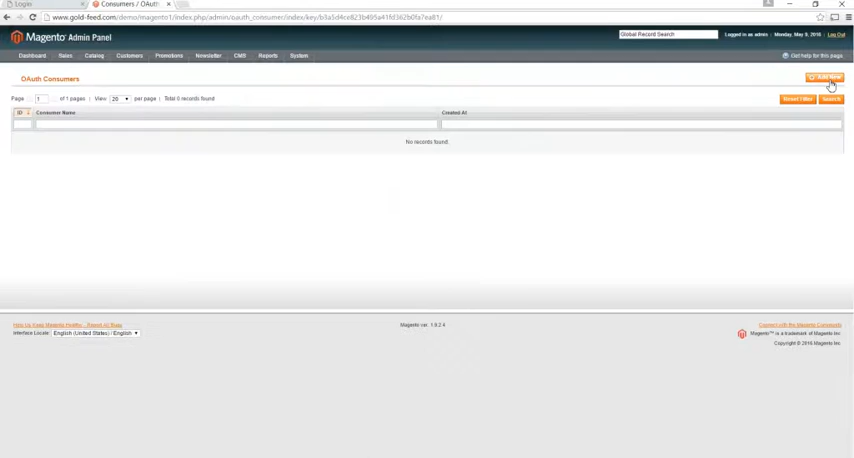 Login
Consumers / OAuth
www.gold-feed.com/demo/magento1/index.php/admin/oauth_consumer/index/key/b3a5d4ce823b495a41fd362b0fa7ea81/
Magento Admin Panel
Global Record Search
Logged in as admin | Monday, May 9, 2016 | Log Out
Dashboard Sales Catalog Customers Promotions Newsletter CMS Reports System
Get help for this page
OAuth Consumers
Add New
Page 1 of 1 pages | View 20 per page | Total 0 records found
Reset Filter Search
ID Consumer Name Created At
No records found.
Help Us Keep Magento Healthy - Report All Bugs
Interface Locale: English (United States) / English
Magento ver. 1.9.2.4
Connect with the Magento Community
Magento™ is a trademark of Magento Inc.
Copyright © 2016 Magento Inc.